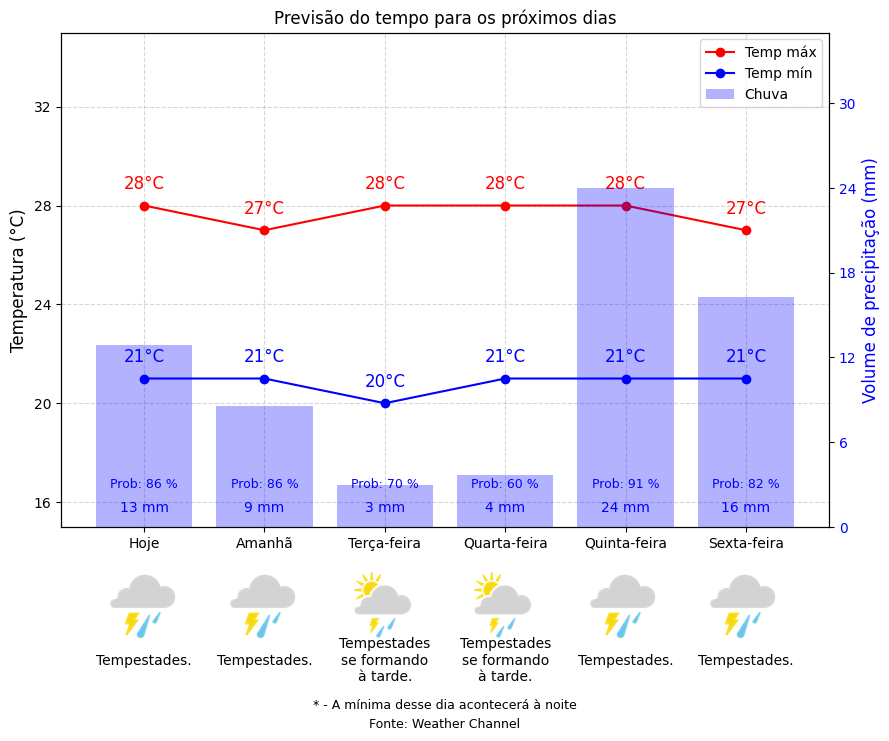 Previsão do tempo para os próximos dias
Temp máx
Temp mín
Chuva
Temperatura (°C)
32
28
24
20
16
Volume de precipitação (mm)
30
24
18
12
6
0
28°C
27°C
28°C
28°C
28°C
27°C
21°C
21°C
20°C
21°C
21°C
21°C
Prob: 86 %
Prob: 86 %
Prob: 70 %
Prob: 60 %
Prob: 91 %
Prob: 82 %
13 mm
9 mm
3 mm
4 mm
24 mm
16 mm
Hoje
Amanhã
Terça-feira
Quarta-feira
Quinta-feira
Sexta-feira
Tempestades.
Tempestades.
Tempestades
se formando
à tarde.
Tempestades
se formando
à tarde.
Tempestades.
Tempestades.
* - A mínima desse dia acontecerá à noite
Fonte: Weather Channel